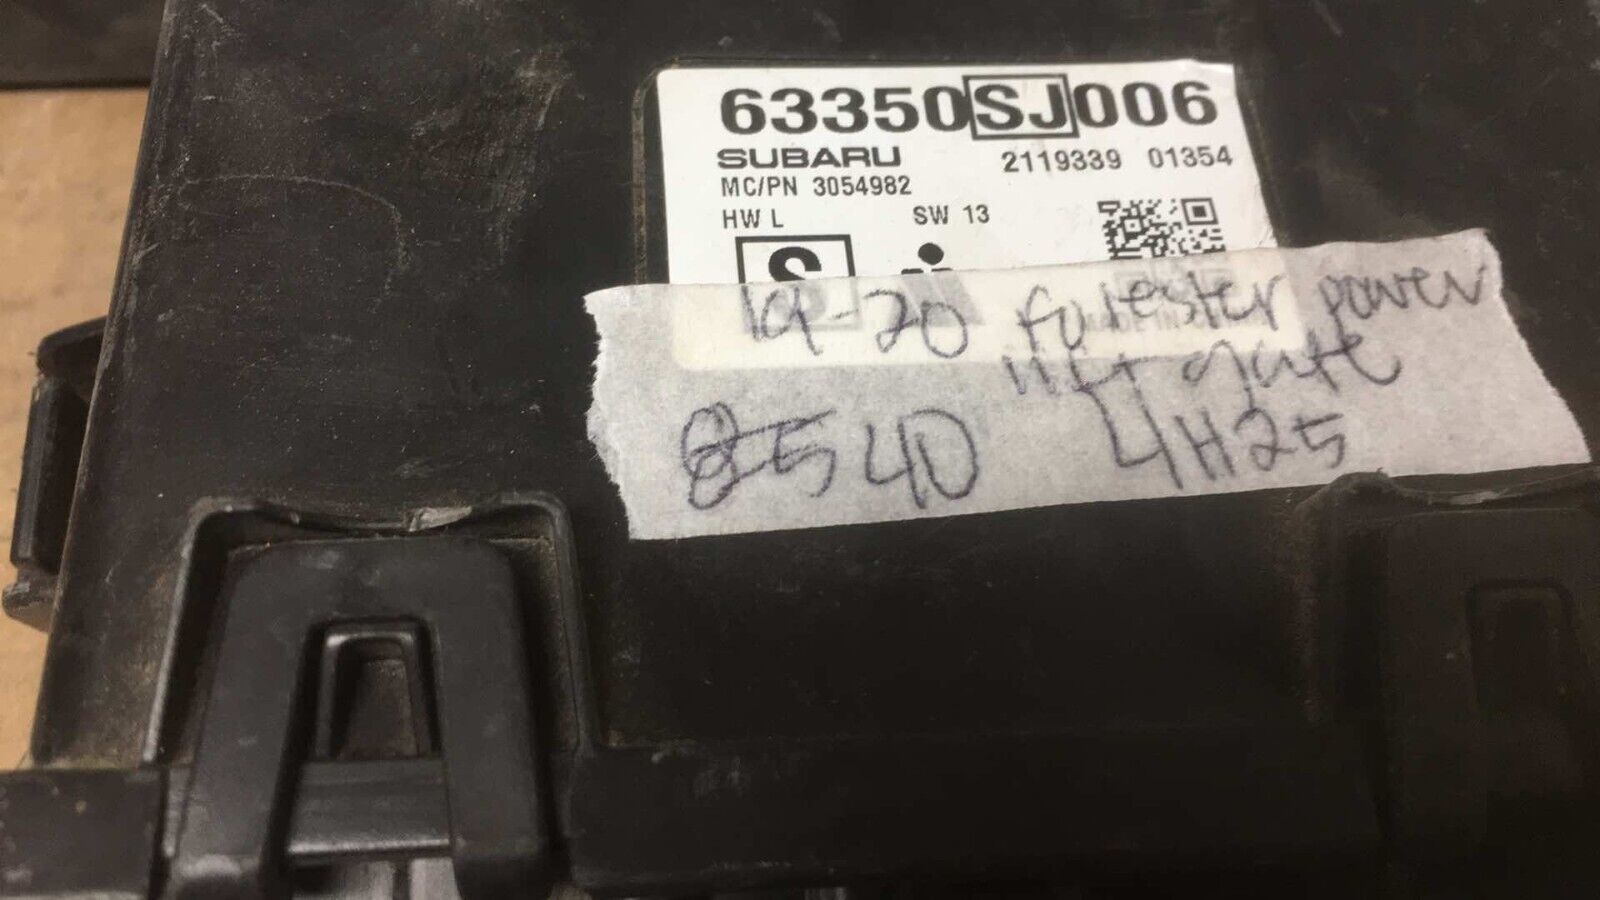 63350SJ006
SUBARU 2119339 01354
MC/PN 3054982
HW L SW 13
S
19-20 Forester power
lift gate
8540 4H25